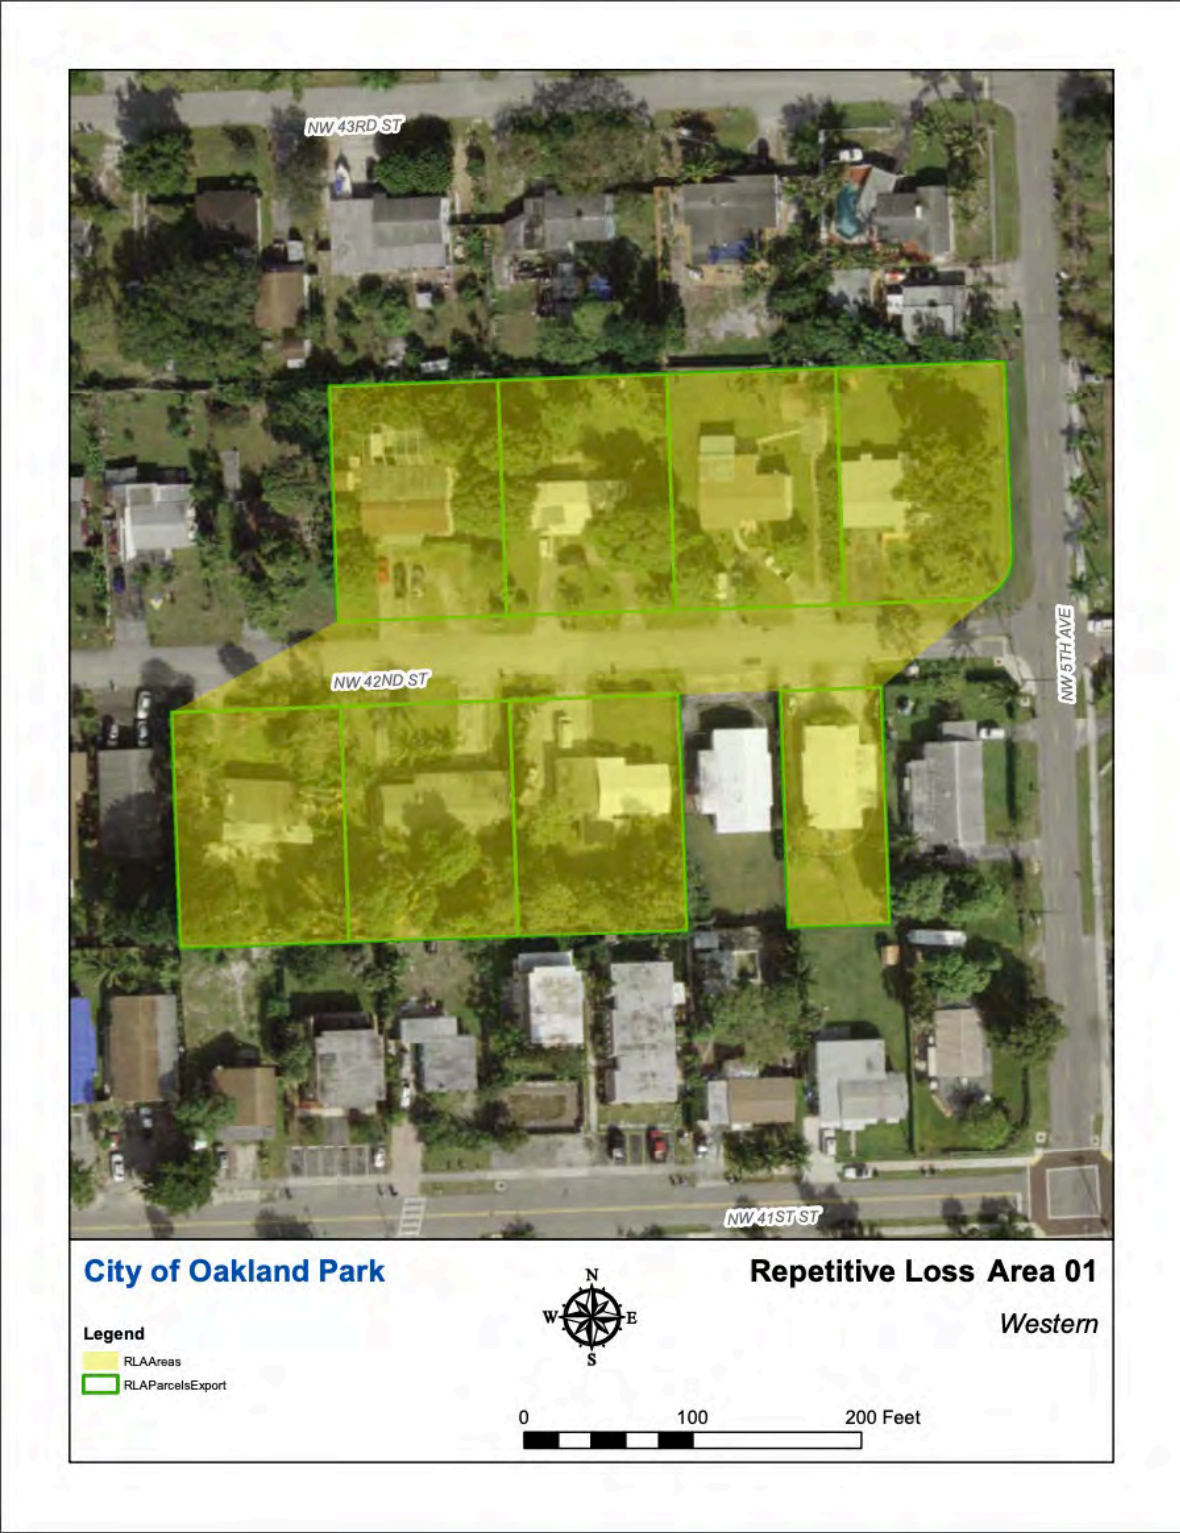 NW 43RD ST
NW 42ND ST
NW 5TH AVE
NW 41ST ST
City of Oakland Park
Repetitive Loss Area 01
Western
N
W E
S
Legend
RLAAreas
RLAParcelsExport
0 100 200 Feet